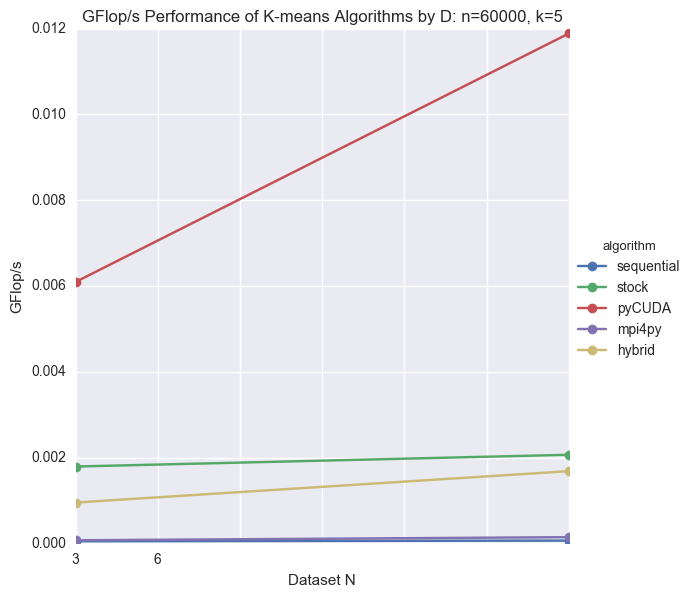 GFlop/s Performance of K-means Algorithms by D: n=60000, k=5
0.012
0.010
0.008
0.006
0.004
0.002
0.000
GFlop/s
3 6
Dataset N
algorithm
sequential
stock
pyCUDA
mpi4py
hybrid